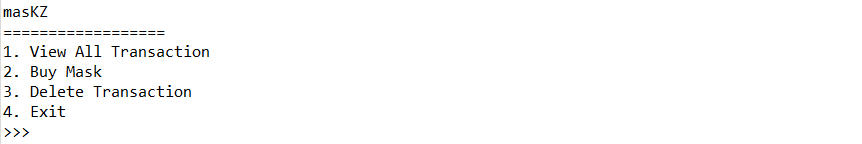 masKZ
==================
1. View All Transaction
2. Buy Mask
3. Delete Transaction
4. Exit
>>>